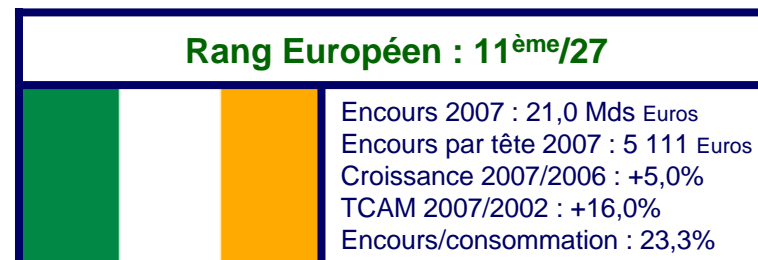 Rang Européen : 11ème/27
Encours 2007 : 21,0 Mds Euros
Encours par tête 2007 : 5 111 Euros
Croissance 2007/2006 : +5,0%
TCAM 2007/2002 : +16,0%
Encours/consommation : 23,3%